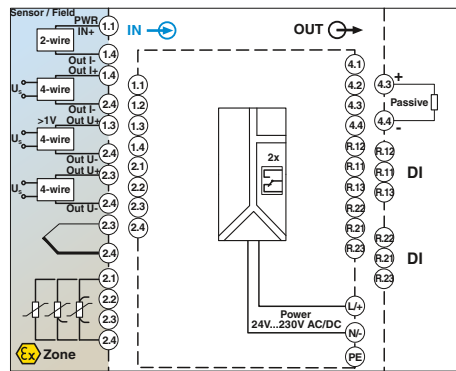 Sensor / Field
PWR
IN+
1.1
2-wire
1.4
Out I-
Out I+
1.4
4-wire
Us
2.4
Out I-
>1V
Out U+
1.3
4-wire
Us
2.4
Out U-
Out U+
2.3
4-wire
Us
2.4
Out U-
2.3
2.4
2.1
2.2
2.3
2.4
Ex Zone
IN
1.1
1.2
1.3
1.4
2.1
2.2
2.3
2.4
2x
Power
24V...230V AC/DC
OUT
4.1
4.2
4.3
4.4
R.12
R.11
R.13
R.22
R.21
R.23
L/+
N/-
PE
4.3
+
Passive
4.4
-
R.12
R.11
DI
R.13
R.22
R.21
DI
R.23